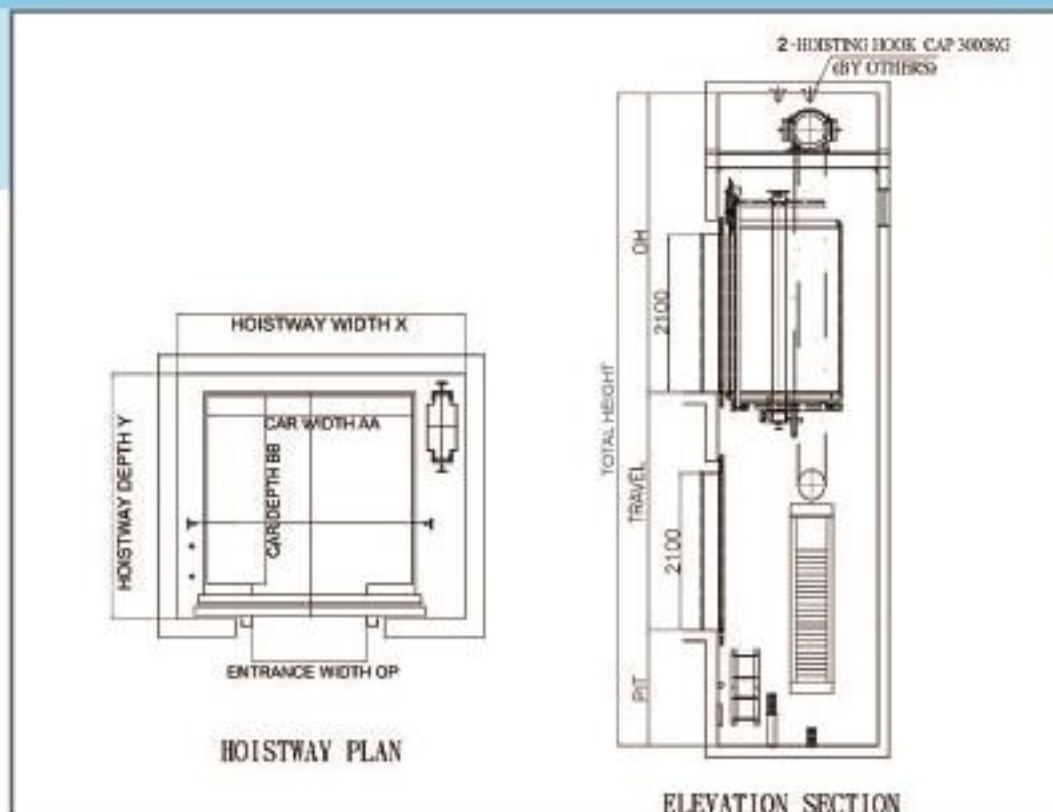 2-HOISTING HOOK CAP 3000KG
(BY OTHERS)
HOISTWAY WIDTH X
HOISTWAY DEPTH Y
CAR WIDTH AA
CAR DEPTH BB
ENTRANCE WIDTH OP
HOISTWAY PLAN
TOTAL HEIGHT
OH
2100
TRAVEL
2100
PIT
ELEVATION SECTION